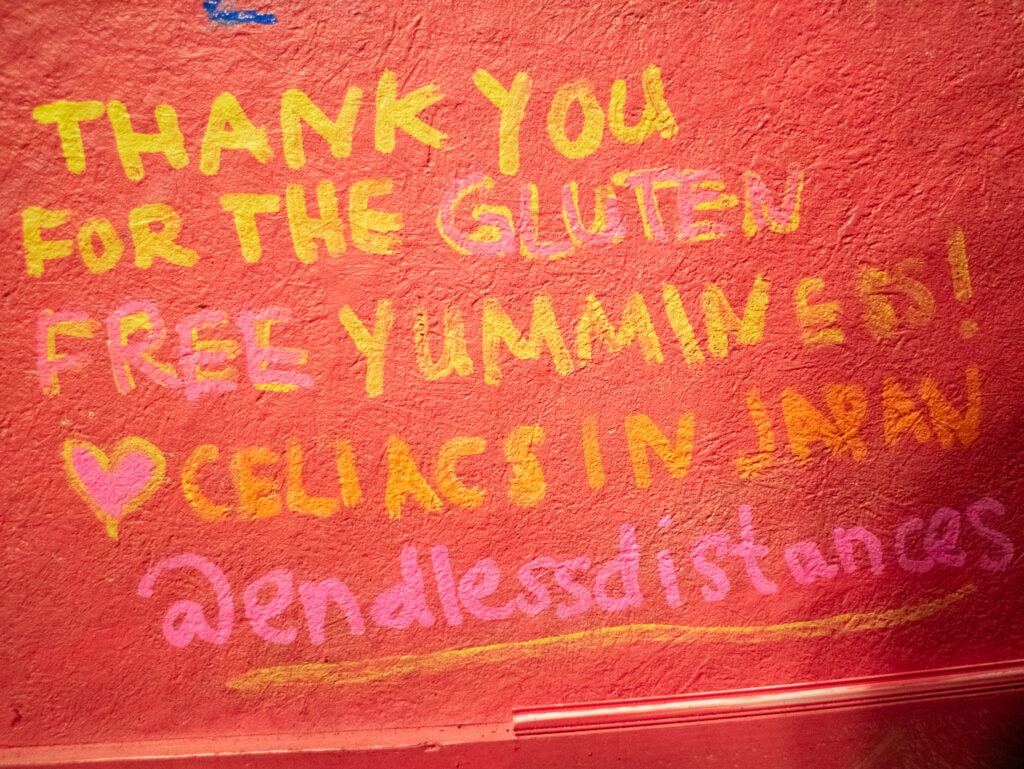 THANK YOU
FOR THE GLUTEN
FREE YUMMINESS!
CELIACS IN JAPAN
@endlessdistances